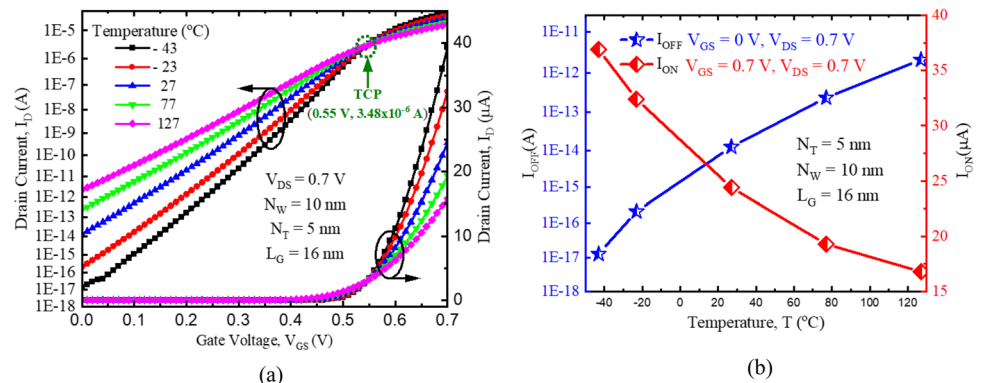 (a)
Temperature (ºC)
- 43
- 23
27
77
127
TCP
(0.55 V, 3.48x10⁻⁶ A)
V_DS = 0.7 V
N_W = 10 nm
N_T = 5 nm
L_G = 16 nm
Drain Current, I_D (A)
1E-5
1E-6
1E-7
1E-8
1E-9
1E-10
1E-11
1E-12
1E-13
1E-14
1E-15
1E-16
1E-17
1E-18
40
30
20
10
0
Drain Current, I_D (µA)
0.0 0.1 0.2 0.3 0.4 0.5 0.6 0.7
Gate Voltage, V_GS (V)
(a)
(b)
I_OFF V_GS = 0 V, V_DS = 0.7 V
I_ON V_GS = 0.7 V, V_DS = 0.7 V
N_T = 5 nm
N_W = 10 nm
L_G = 16 nm
I_OFF(A)
1E-11
1E-12
1E-13
1E-14
1E-15
1E-16
1E-17
1E-18
40
35
30
25
20
15
I_ON(µA)
-40 -20 0 20 40 60 80 100 120
Temperature, T (ºC)
(b)